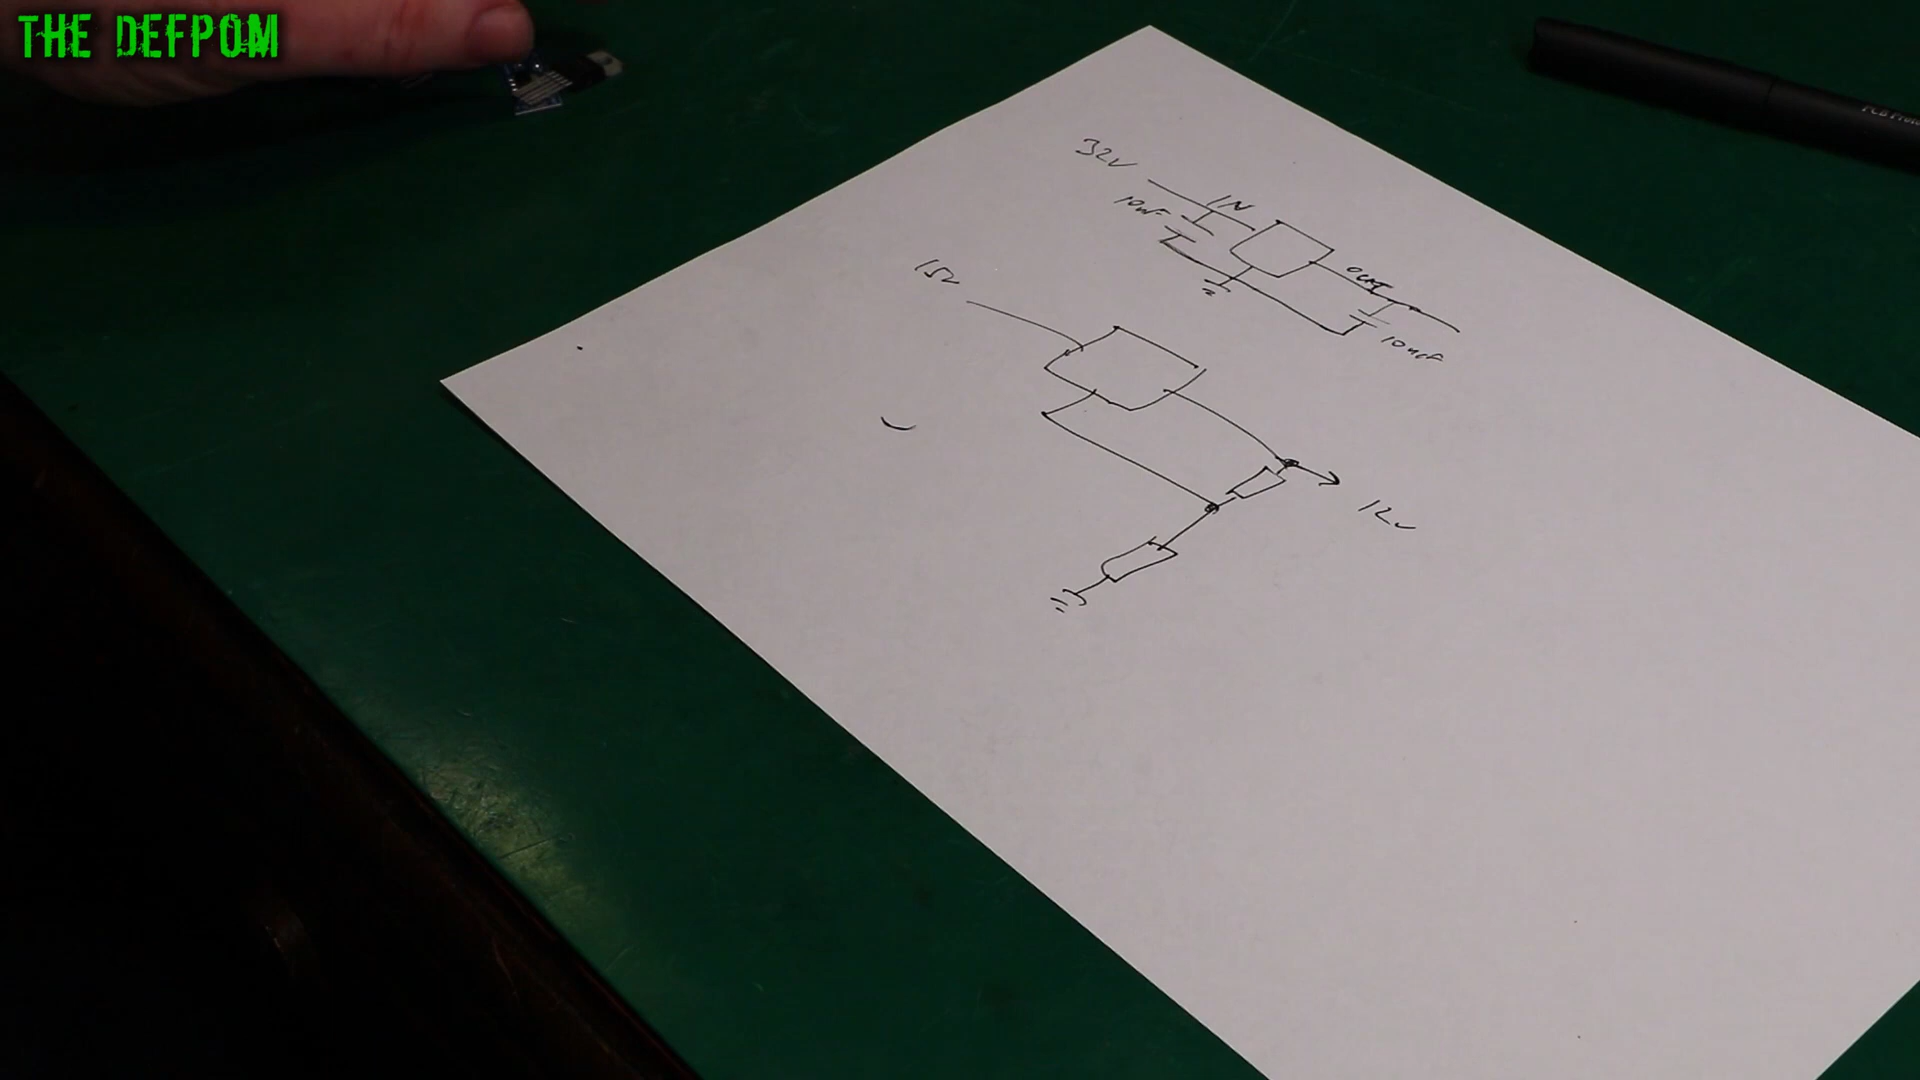 THE DEFPOM
32V
IN
10uF
OUT
10uF
15V
12V